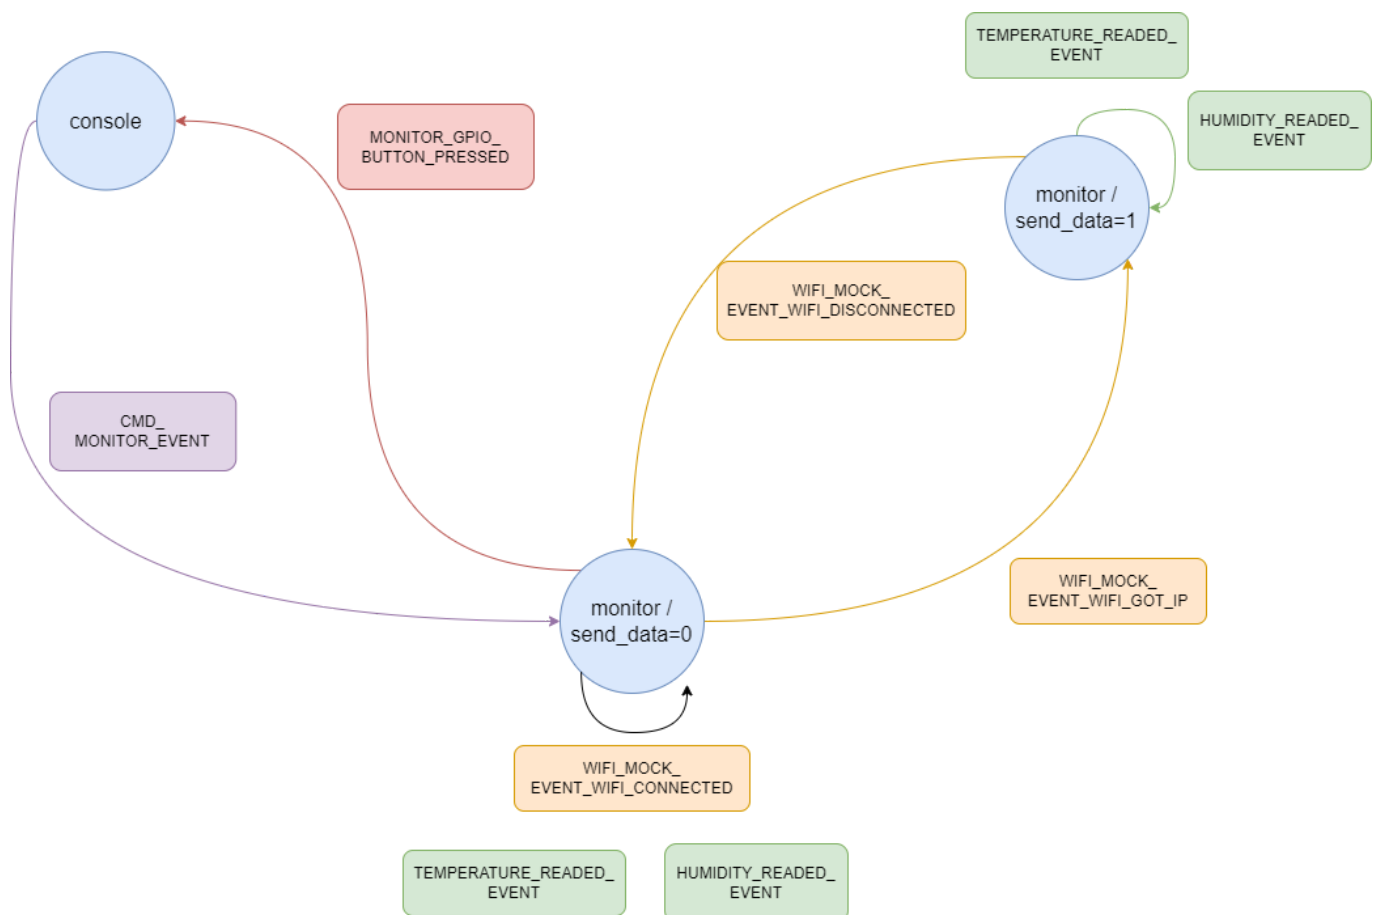 TEMPERATURE_READED_
EVENT
HUMIDITY_READED_
EVENT
console
MONITOR_GPIO_
BUTTON_PRESSED
monitor /
send_data=1
WIFI_MOCK_
EVENT_WIFI_DISCONNECTED
CMD_
MONITOR_EVENT
WIFI_MOCK_
EVENT_WIFI_GOT_IP
monitor /
send_data=0
WIFI_MOCK_
EVENT_WIFI_CONNECTED
TEMPERATURE_READED_
EVENT
HUMIDITY_READED_
EVENT